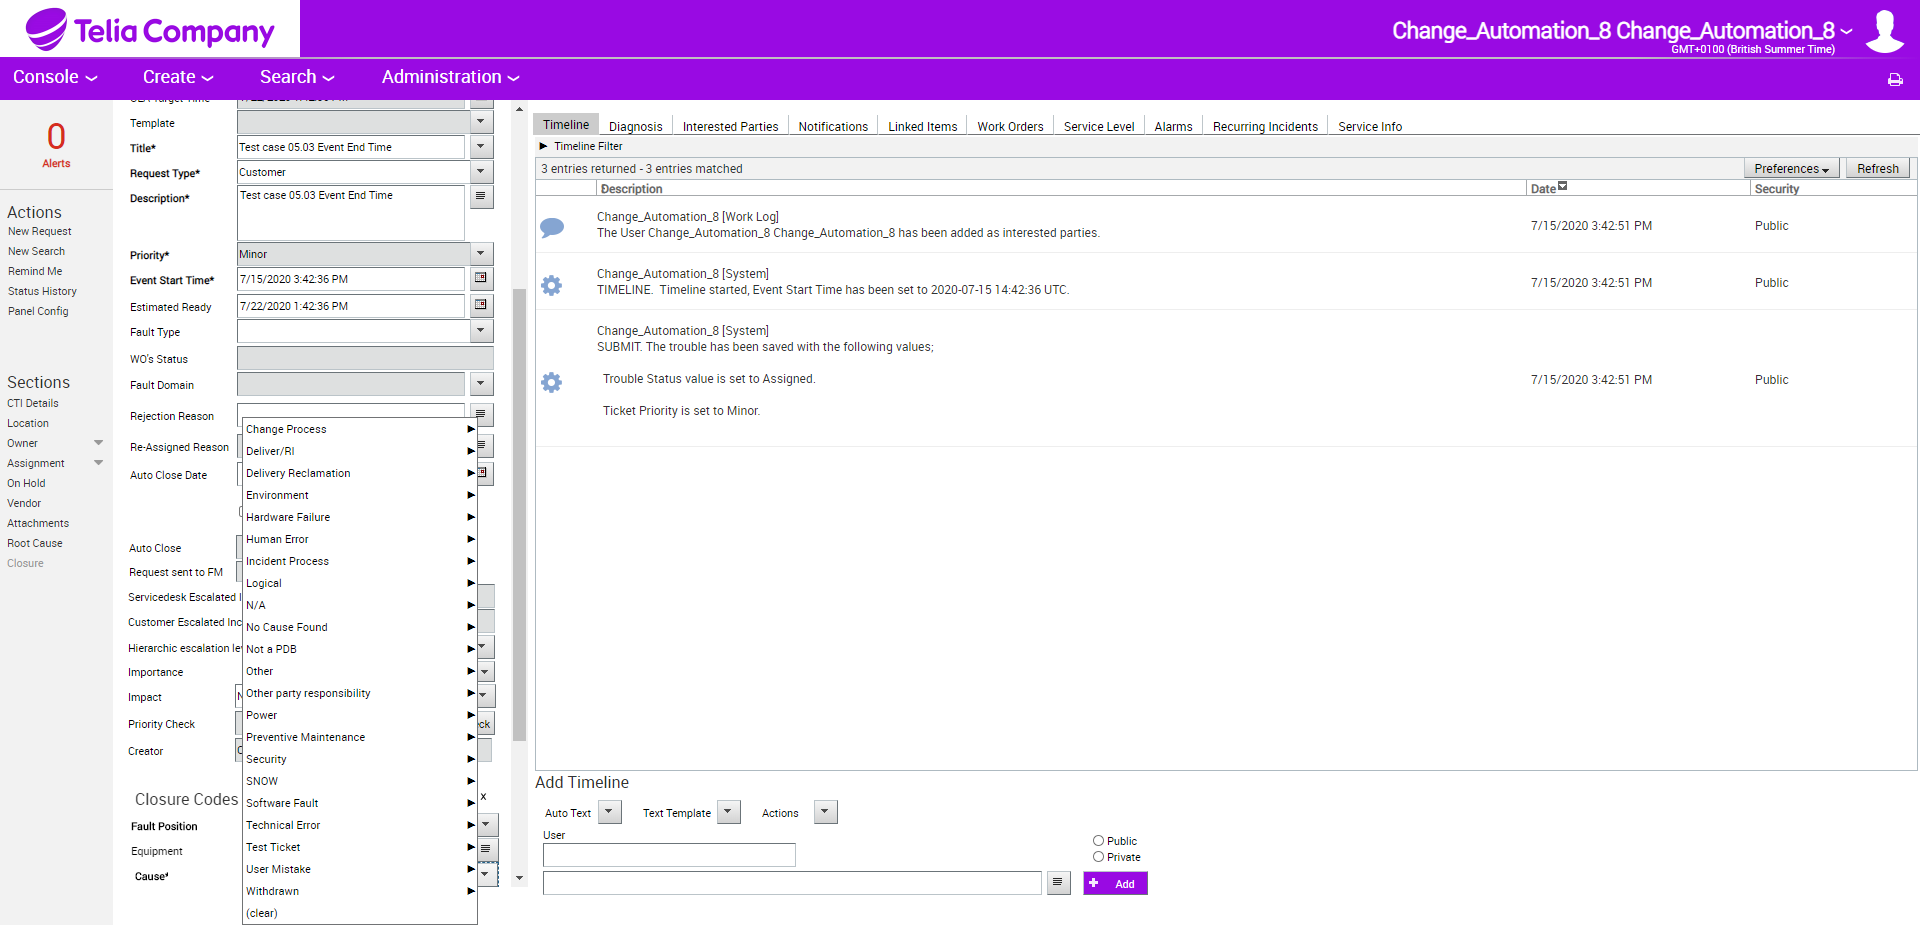 Telia Company
Change_Automation_8 Change_Automation_8
GMT+0100 (British Summer Time)
Console
Create
Search
Administration
0
Alerts
Actions
New Request
New Search
Remind Me
Status History
Panel Config
Sections
CTI Details
Location
Owner
Assignment
On Hold
Vendor
Attachments
Root Cause
Closure
Template
Title* Test case 05.03 Event End Time
Request Type* Customer
Description* Test case 05.03 Event End Time
Priority* Minor
Event Start Time* 7/15/2020 3:42:36 PM
Estimated Ready 7/22/2020 1:42:36 PM
Fault Type
WO's Status
Fault Domain
Rejection Reason
Re-Assigned Reason
Auto Close Date
Auto Close
Request sent to FM
Servicedesk Escalated I
Customer Escalated Inc
Hierarchic escalation le
Importance
Impact
Priority Check
Creator
Closure Codes x
Fault Position
Equipment
Cause*
Change Process
Deliver/RI
Delivery Reclamation
Environment
Hardware Failure
Human Error
Incident Process
Logical
N/A
No Cause Found
Not a PDB
Other
Other party responsibility
Power
Preventive Maintenance
Security
SNOW
Software Fault
Technical Error
Test Ticket
User Mistake
Withdrawn
(clear)
Timeline Diagnosis Interested Parties Notifications Linked Items Work Orders Service Level Alarms Recurring Incidents Service Info
Timeline Filter
3 entries returned - 3 entries matched Preferences Refresh
Description Date Security
Change_Automation_8 [Work Log]
The User Change_Automation_8 Change_Automation_8 has been added as interested parties.
7/15/2020 3:42:51 PM Public
Change_Automation_8 [System]
TIMELINE. Timeline started, Event Start Time has been set to 2020-07-15 14:42:36 UTC.
7/15/2020 3:42:51 PM Public
Change_Automation_8 [System]
SUBMIT. The trouble has been saved with the following values;
Trouble Status value is set to Assigned.
7/15/2020 3:42:51 PM Public
Ticket Priority is set to Minor.
Add Timeline
Auto Text Text Template Actions
User
Public
Private
Add